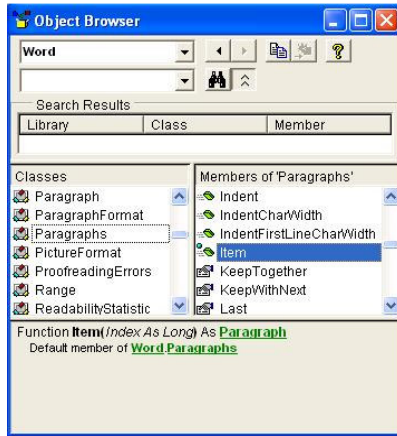 Object Browser
Word
Search Results
Library Class Member
Classes
Paragraph
ParagraphFormat
Paragraphs
PictureFormat
ProofreadingErrors
Range
ReadabilityStatistic
Members of 'Paragraphs'
Indent
IndentCharWidth
IndentFirstLineCharWidth
Item
KeepTogether
KeepWithNext
Last
Function Item(Index As Long) As Paragraph
Default member of Word.Paragraphs